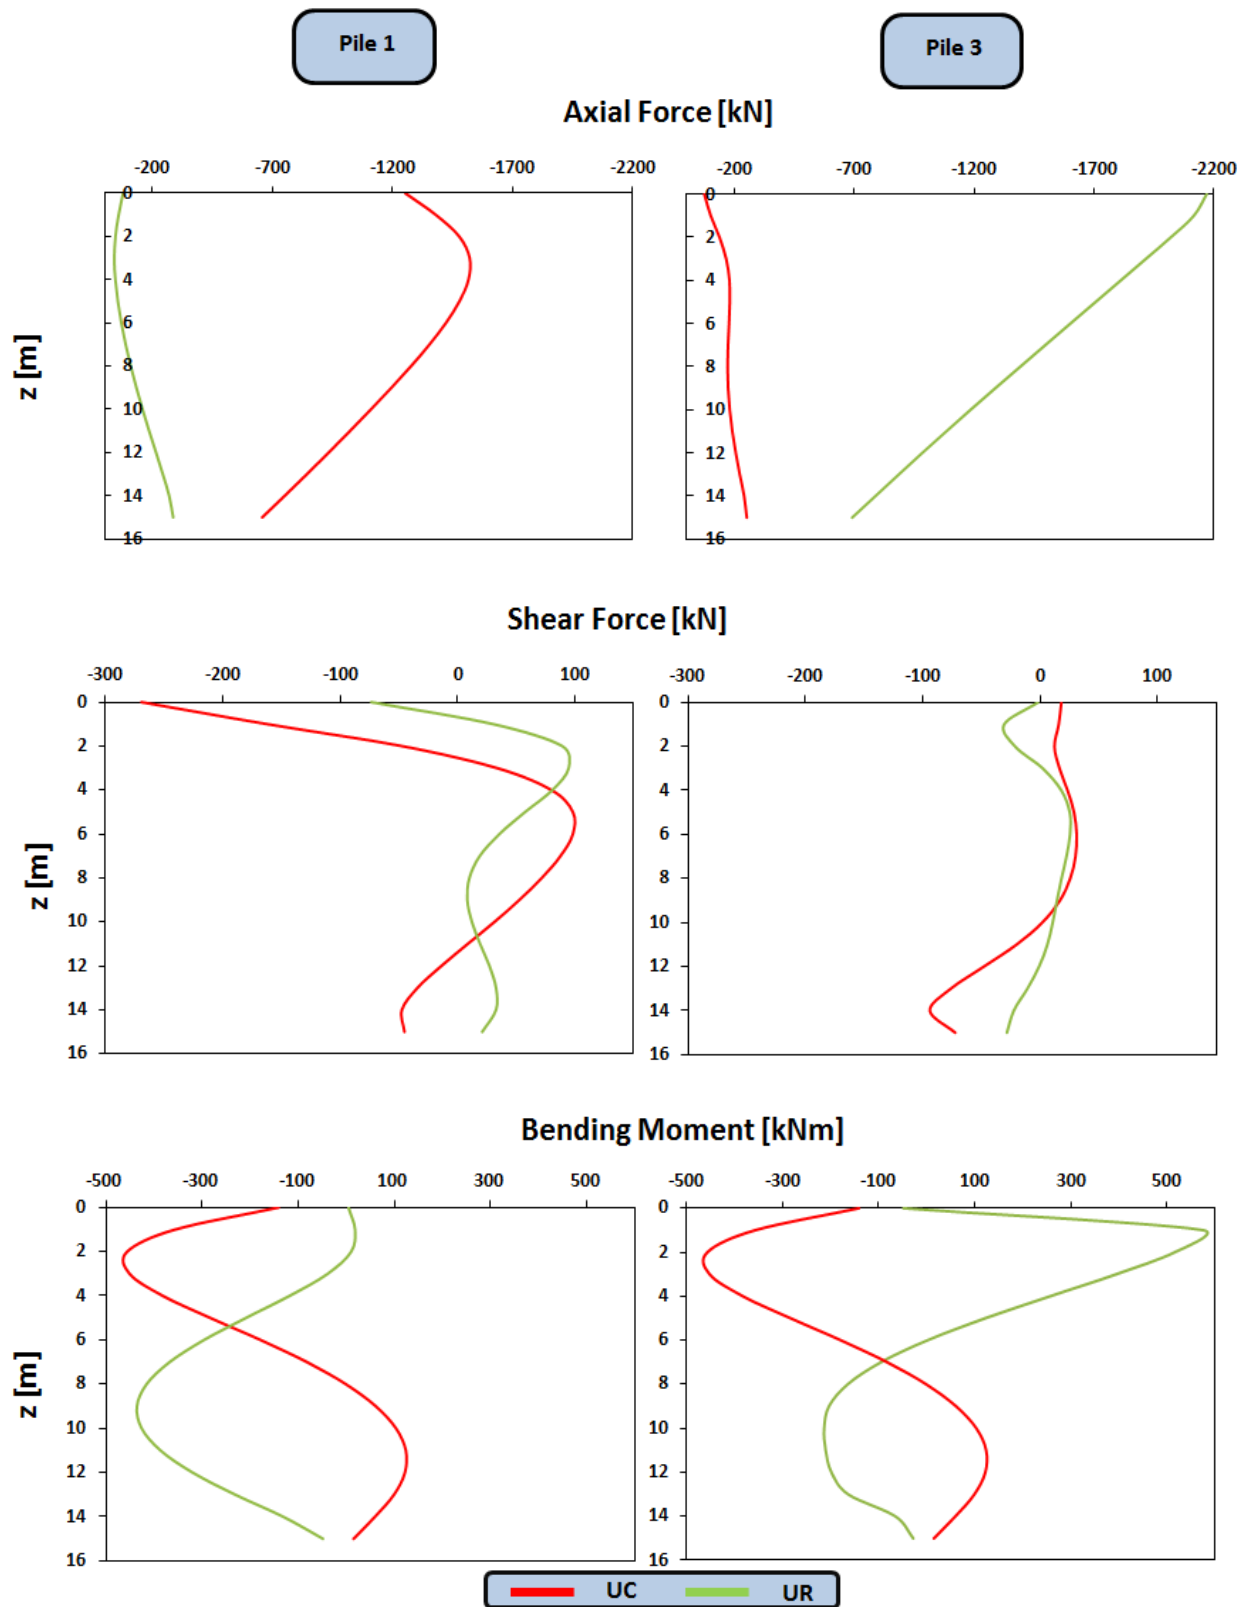 Pile 1 Pile 3
Axial Force [kN]
-200 -700 -1200 -1700 -2200 -200 -700 -1200 -1700 -2200
0 0
2 2
4 4
6 6
z [m]
8 8
10 10
12 12
14 14
16 16
Shear Force [kN]
-300 -200 -100 0 100 -300 -200 -100 0 100
0 0
2 2
4 4
6 6
8 8
z [m]
10 10
12 12
14 14
16 16
Bending Moment [kNm]
-500 -300 -100 100 300 500 -500 -300 -100 100 300 500
0 0
2 2
4 4
6 6
8 8
z [m]
10 10
12 12
14 14
16 16
UC UR